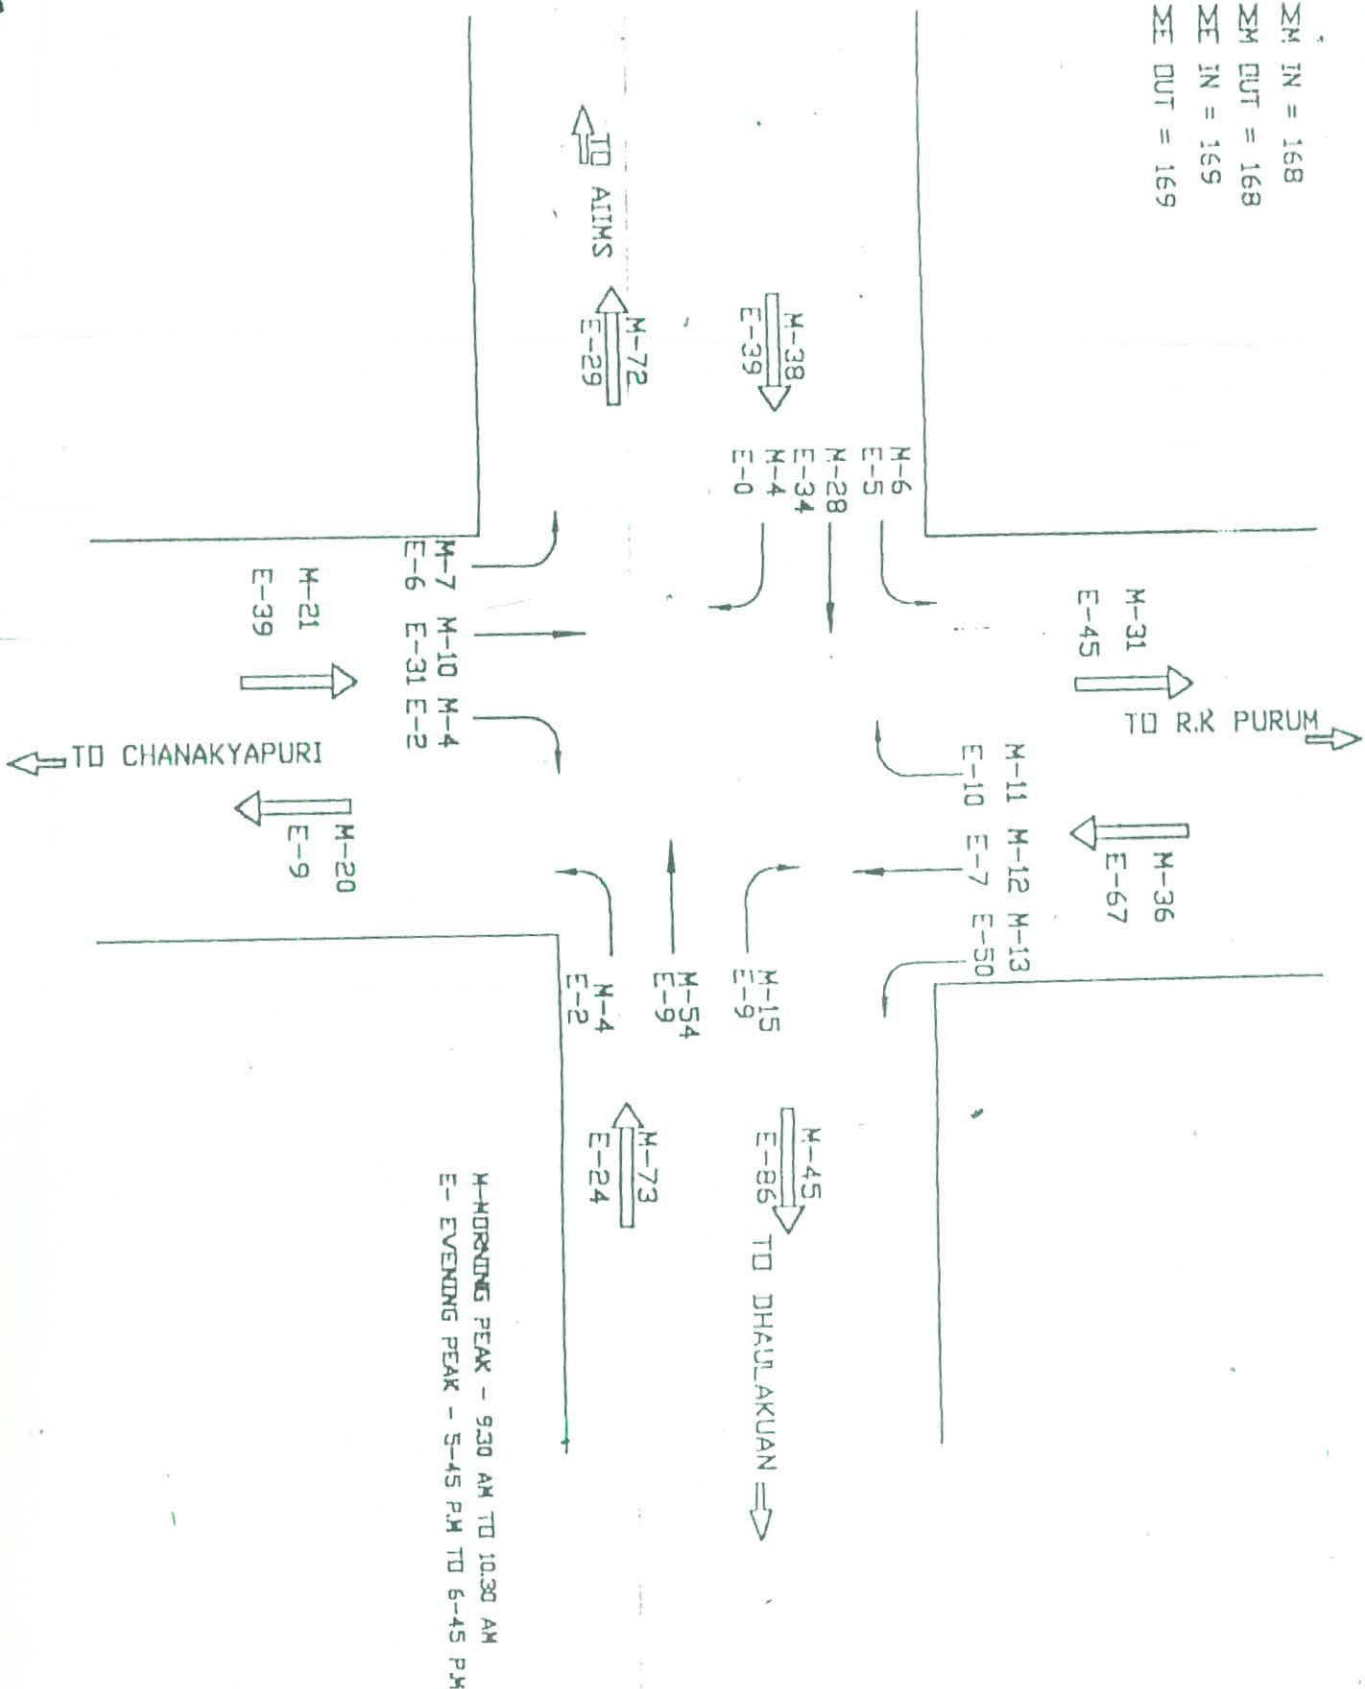 ΣM IN = 168
ΣM OUT = 168
ΣE IN = 169
ΣE OUT = 169
TO AIIMS
M-72
E-29
M-38
E-39
M-6
E-5
M-28
E-34
M-4
E-0
M-31
E-45
TO R.K PURUM
M-7 M-10 M-4
E-6 E-31 E-2
M-21
E-39
TO CHANAKYAPURI
M-20
E-9
M-11 M-12 M-13
E-10 E-7 E-50
M-36
E-67
M-15
E-9
M-54
E-9
M-4
E-2
M-45
E-86
M-73
E-24
TO DHAULAKUAN
M-MORNING PEAK - 9.30 AM TO 10.30 AM
E- EVENING PEAK - 5-45 P.M TO 6-45 P.M